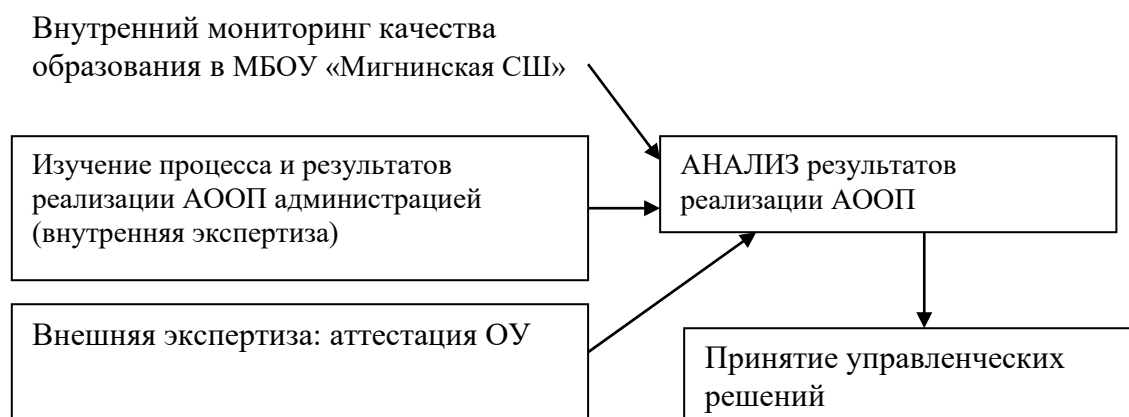 Внутренний мониторинг качества
образования в МБОУ «Мигнинская СШ»
Изучение процесса и результатов
реализации АООП администрацией
(внутренняя экспертиза)
АНАЛИЗ результатов
реализации АООП
Внешняя экспертиза: аттестация ОУ
Принятие управленческих
решений